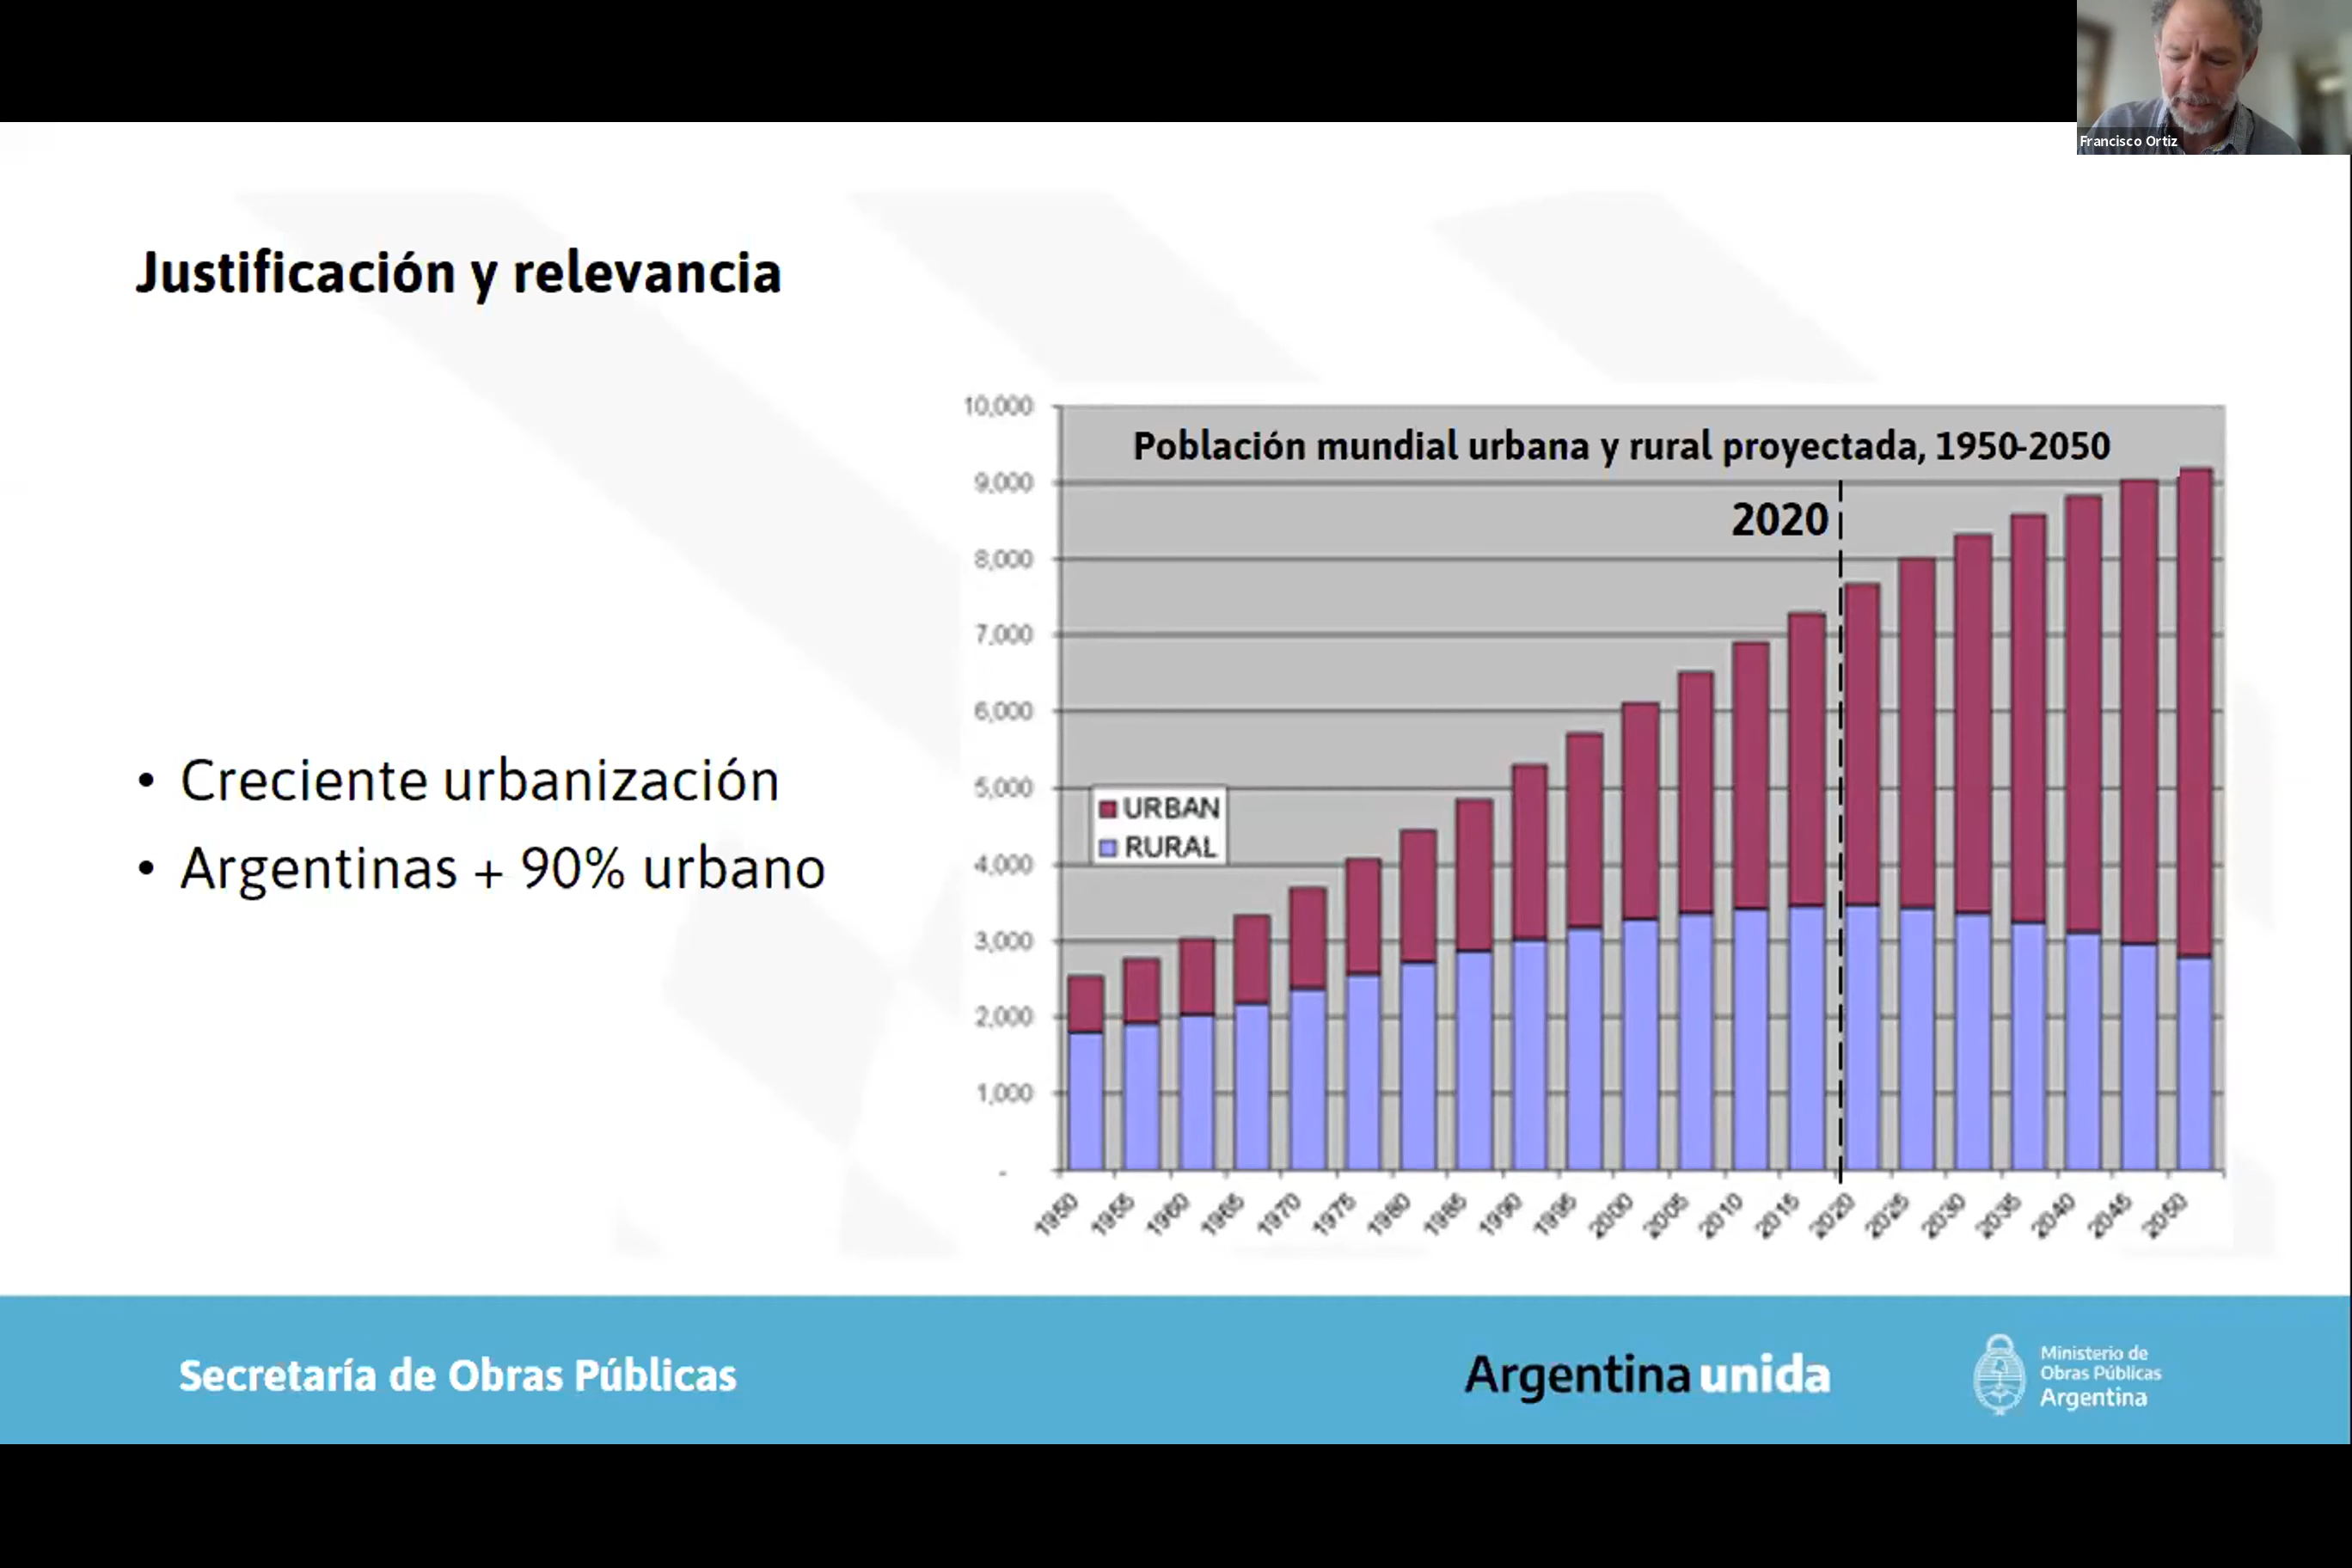 Francisco Ortiz
Justificación y relevancia
• Creciente urbanización
• Argentinas + 90% urbano
Población mundial urbana y rural proyectada, 1950-2050
2020
10,000
9,000
8,000
7,000
6,000
5,000
4,000
3,000
2,000
1,000
-
URBAN
RURAL
1950 1955 1960 1965 1970 1975 1980 1985 1990 1995 2000 2005 2010 2015 2020 2025 2030 2035 2040 2045 2050
Secretaría de Obras Públicas
Argentina unida
Ministerio de
Obras Públicas
Argentina